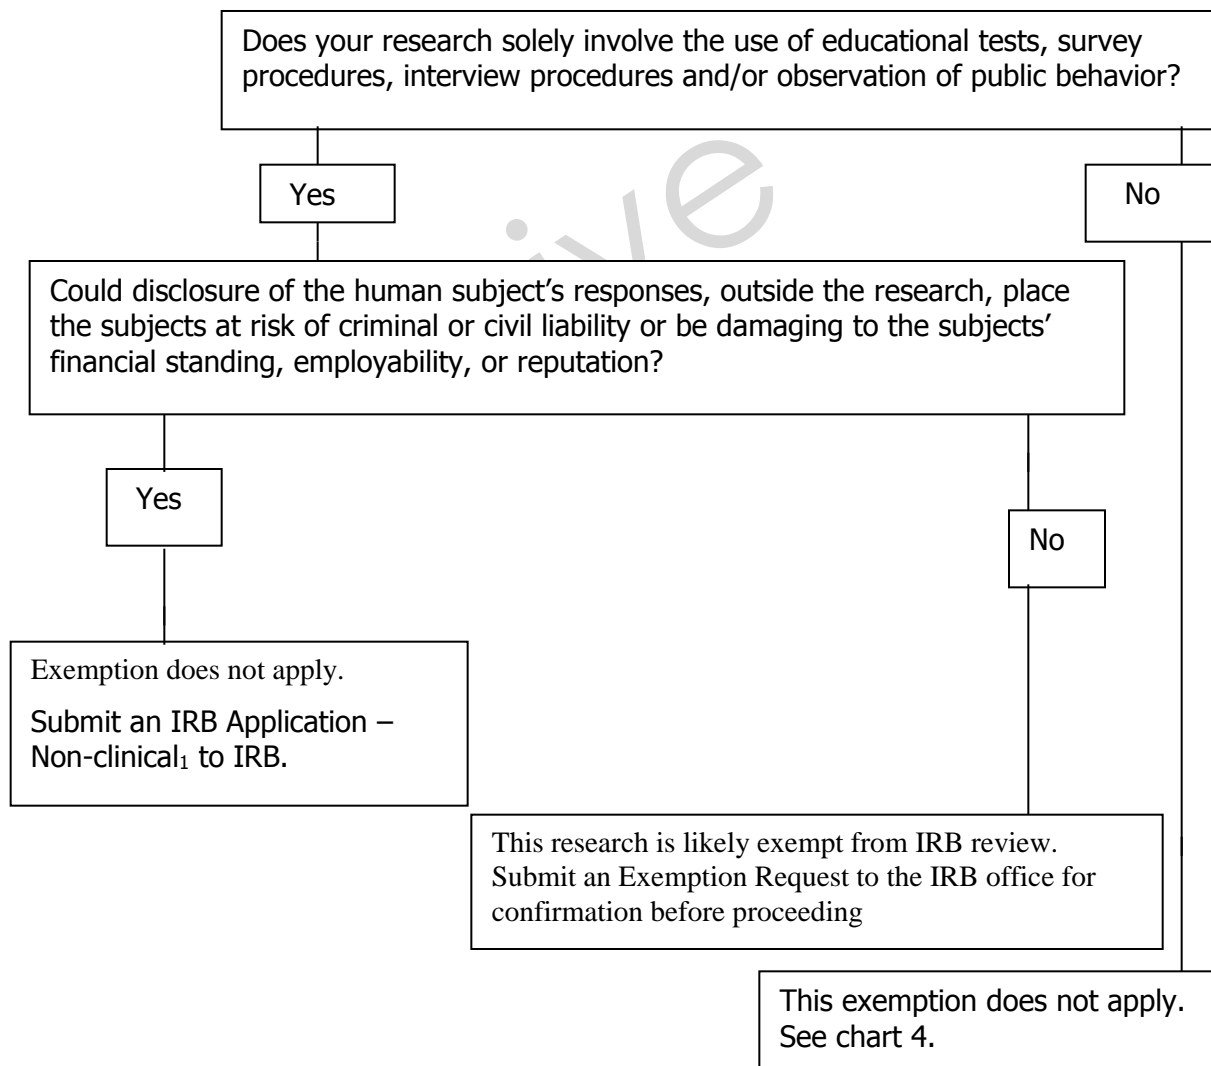 Does your research solely involve the use of educational tests, survey
procedures, interview procedures and/or observation of public behavior?
Yes
No
Could disclosure of the human subject’s responses, outside the research, place
the subjects at risk of criminal or civil liability or be damaging to the subjects’
financial standing, employability, or reputation?
Yes
No
Exemption does not apply.
Submit an IRB Application –
Non-clinical₁ to IRB.
This research is likely exempt from IRB review.
Submit an Exemption Request to the IRB office for
confirmation before proceeding
This exemption does not apply.
See chart 4.